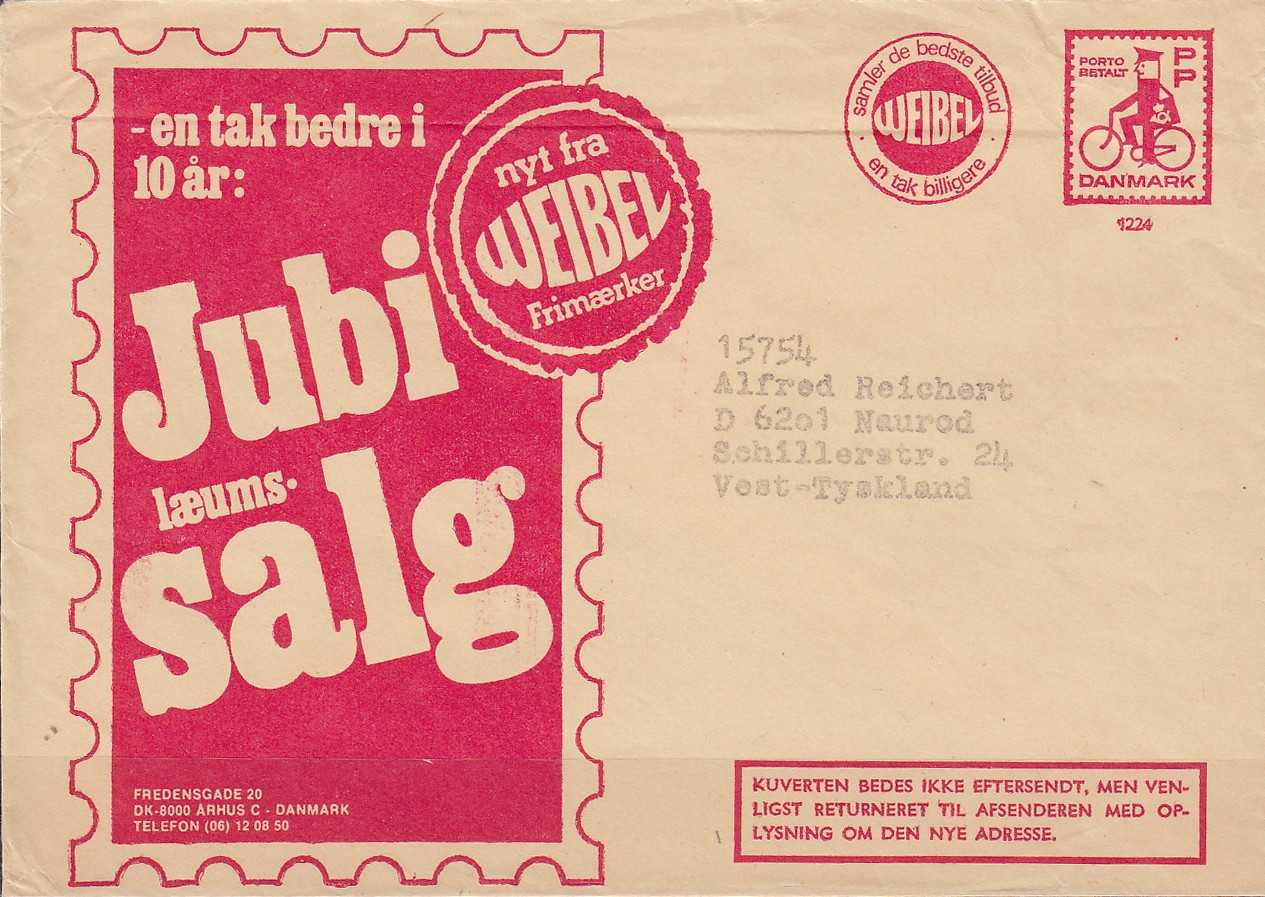 - en tak bedre i
10 år:
Jubi
læums-
salg
nyt fra
WEIBEL
Frimærker
FREDENSGADE 20
DK-8000 ÅRHUS C - DANMARK
TELEFON (06) 12 08 50
samler de bedste tilbud
WEIBEL
en tak billigere
PORTO
BETALT
P
P
DANMARK
1224
15754
Alfred Reichert
D 62o1 Naurod
Schillerstr. 24
Vest-Tyskland
KUVERTEN BEDES IKKE EFTERSENDT, MEN VEN-
LIGST RETURNERET TIL AFSENDEREN MED OP-
LYSNING OM DEN NYE ADRESSE.